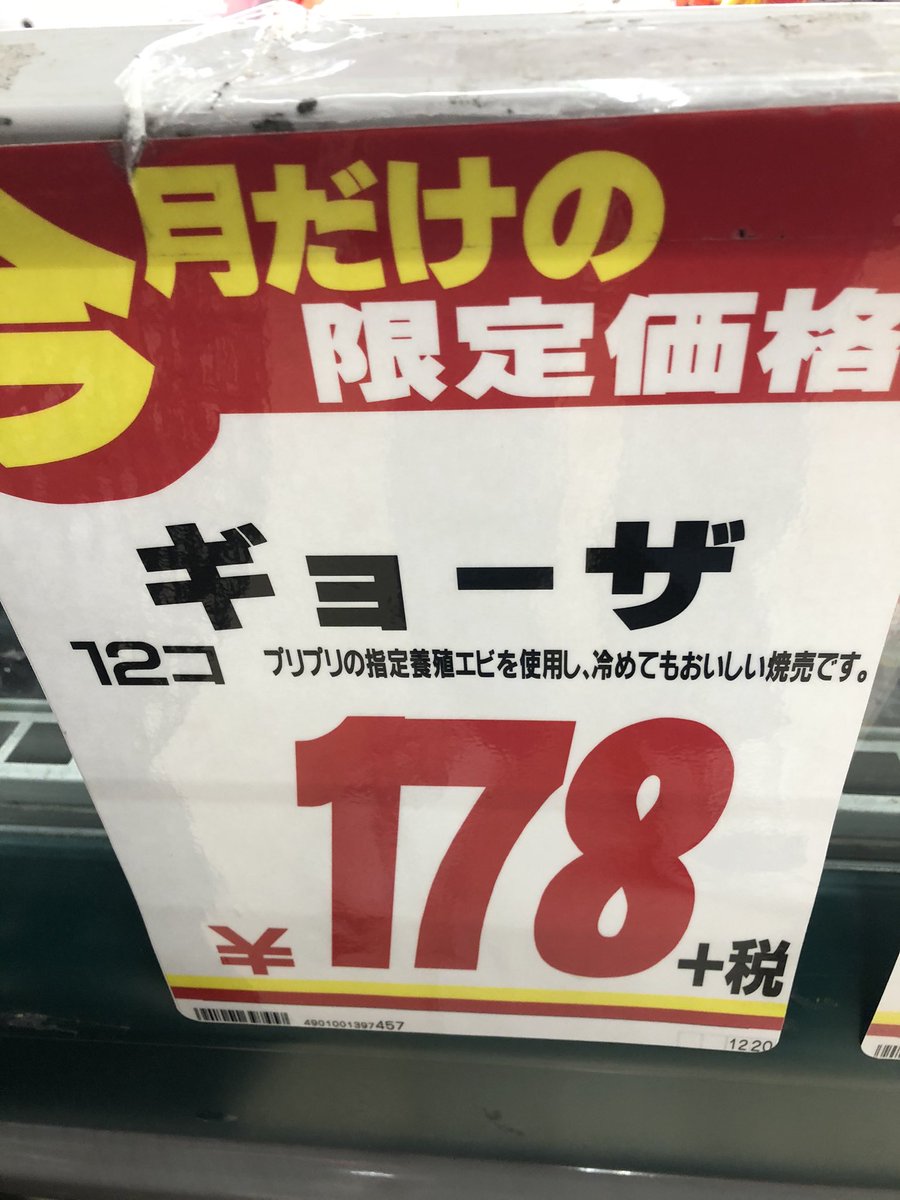 今月だけの
限定価格
ギョーザ
12コ プリプリの指定養殖エビを使用し、冷めてもおいしい焼売です。
¥178+税
4901001397457
1220